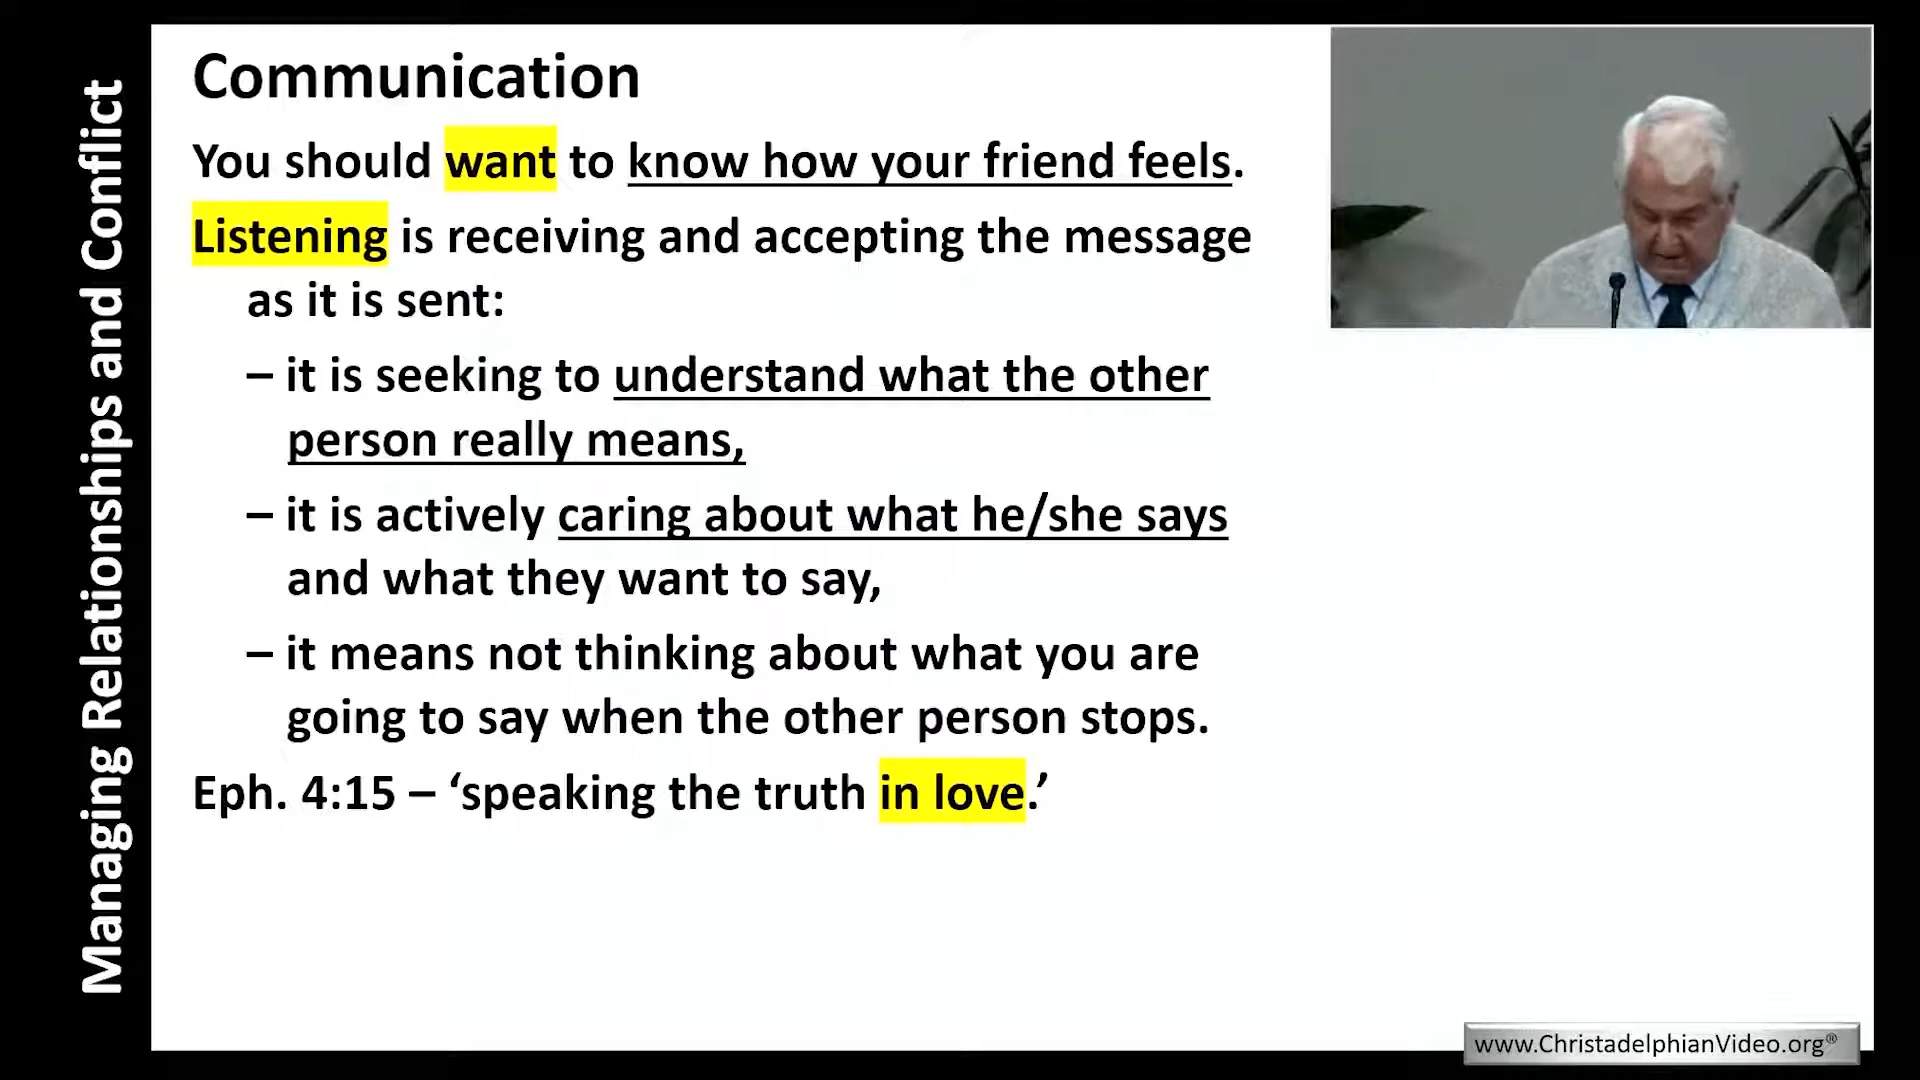 Managing Relationships and Conflict
Communication
You should want to know how your friend feels.
Listening is receiving and accepting the message
as it is sent:
– it is seeking to understand what the other
person really means,
– it is actively caring about what he/she says
and what they want to say,
– it means not thinking about what you are
going to say when the other person stops.
Eph. 4:15 – ‘speaking the truth in love.’
www.ChristadelphianVideo.org®